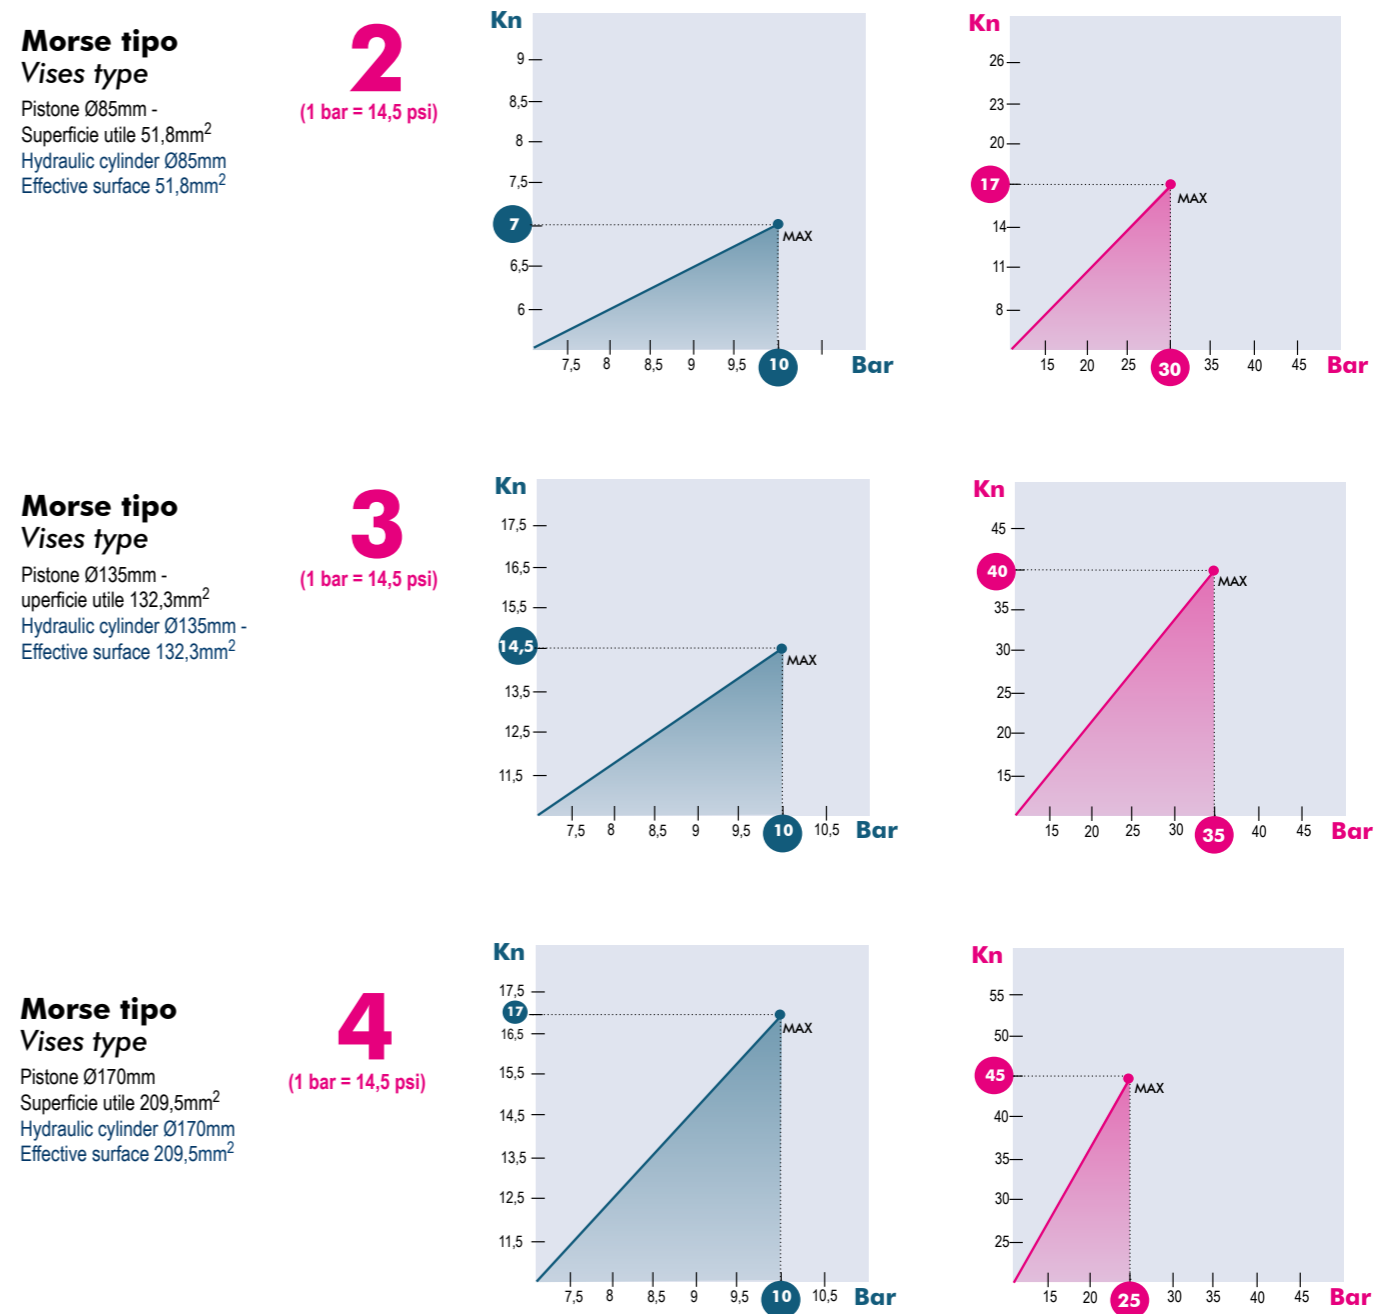 Morse tipo
Vises type
Pistone Ø85mm -
Superficie utile 51,8mm²
Hydraulic cylinder Ø85mm
Effective surface 51,8mm²
2
(1 bar = 14,5 psi)
Kn
9
8,5
8
7,5
7
6,5
6
MAX
7,5 8 8,5 9 9,5 10 Bar
Kn
26
23
20
17
14
11
8
MAX
15 20 25 30 35 40 45 Bar
Morse tipo
Vises type
Pistone Ø135mm -
uperficie utile 132,3mm²
Hydraulic cylinder Ø135mm -
Effective surface 132,3mm²
3
(1 bar = 14,5 psi)
Kn
17,5
16,5
15,5
14,5
13,5
12,5
11,5
MAX
7,5 8 8,5 9 9,5 10 10,5 Bar
Kn
45
40
35
30
25
20
15
MAX
15 20 25 30 35 40 45 Bar
Morse tipo
Vises type
Pistone Ø170mm
Superficie utile 209,5mm²
Hydraulic cylinder Ø170mm
Effective surface 209,5mm²
4
(1 bar = 14,5 psi)
Kn
17,5
17
16,5
15,5
14,5
13,5
12,5
11,5
MAX
7,5 8 8,5 9 9,5 10 10,5 Bar
Kn
55
50
45
40
35
30
25
MAX
15 20 25 30 35 40 45 Bar